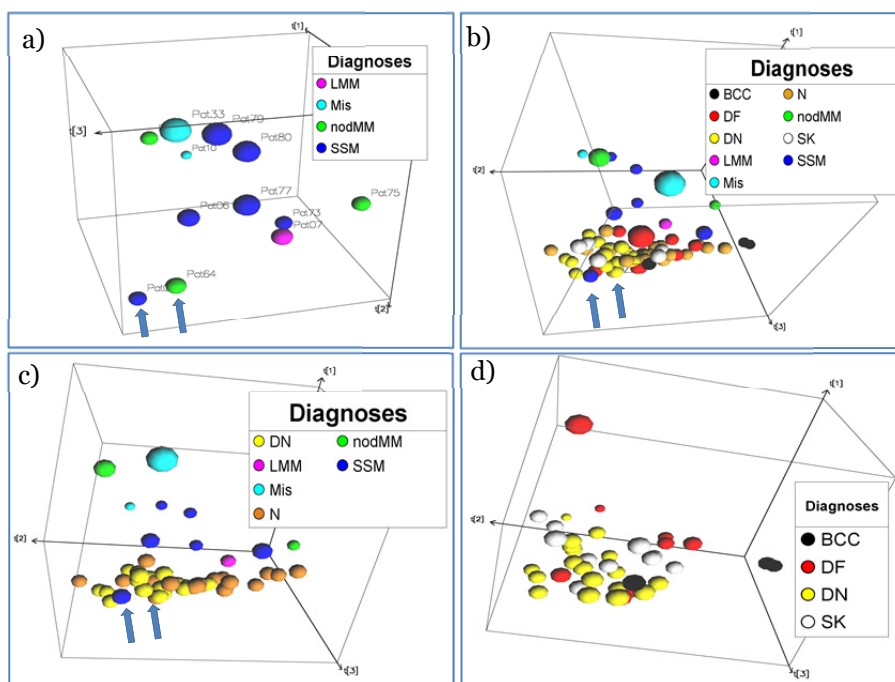 a)
t[1]
Diagnoses
LMM
Mis
nodMM
SSM
Pat33
Pat79
t[3]
Pat10
Pat80
Pat77
Pat06
Pat75
Pat73
Pat07
Pat64
t[2]
b)
t[1]
Diagnoses
BCC N
DF nodMM
DN SK
LMM SSM
Mis
t[2]
t[3]
c)
t[1]
Diagnoses
DN nodMM
LMM SSM
Mis
N
t[2]
t[3]
d)
t[1]
t[2]
Diagnoses
BCC
DF
DN
SK
t[3]